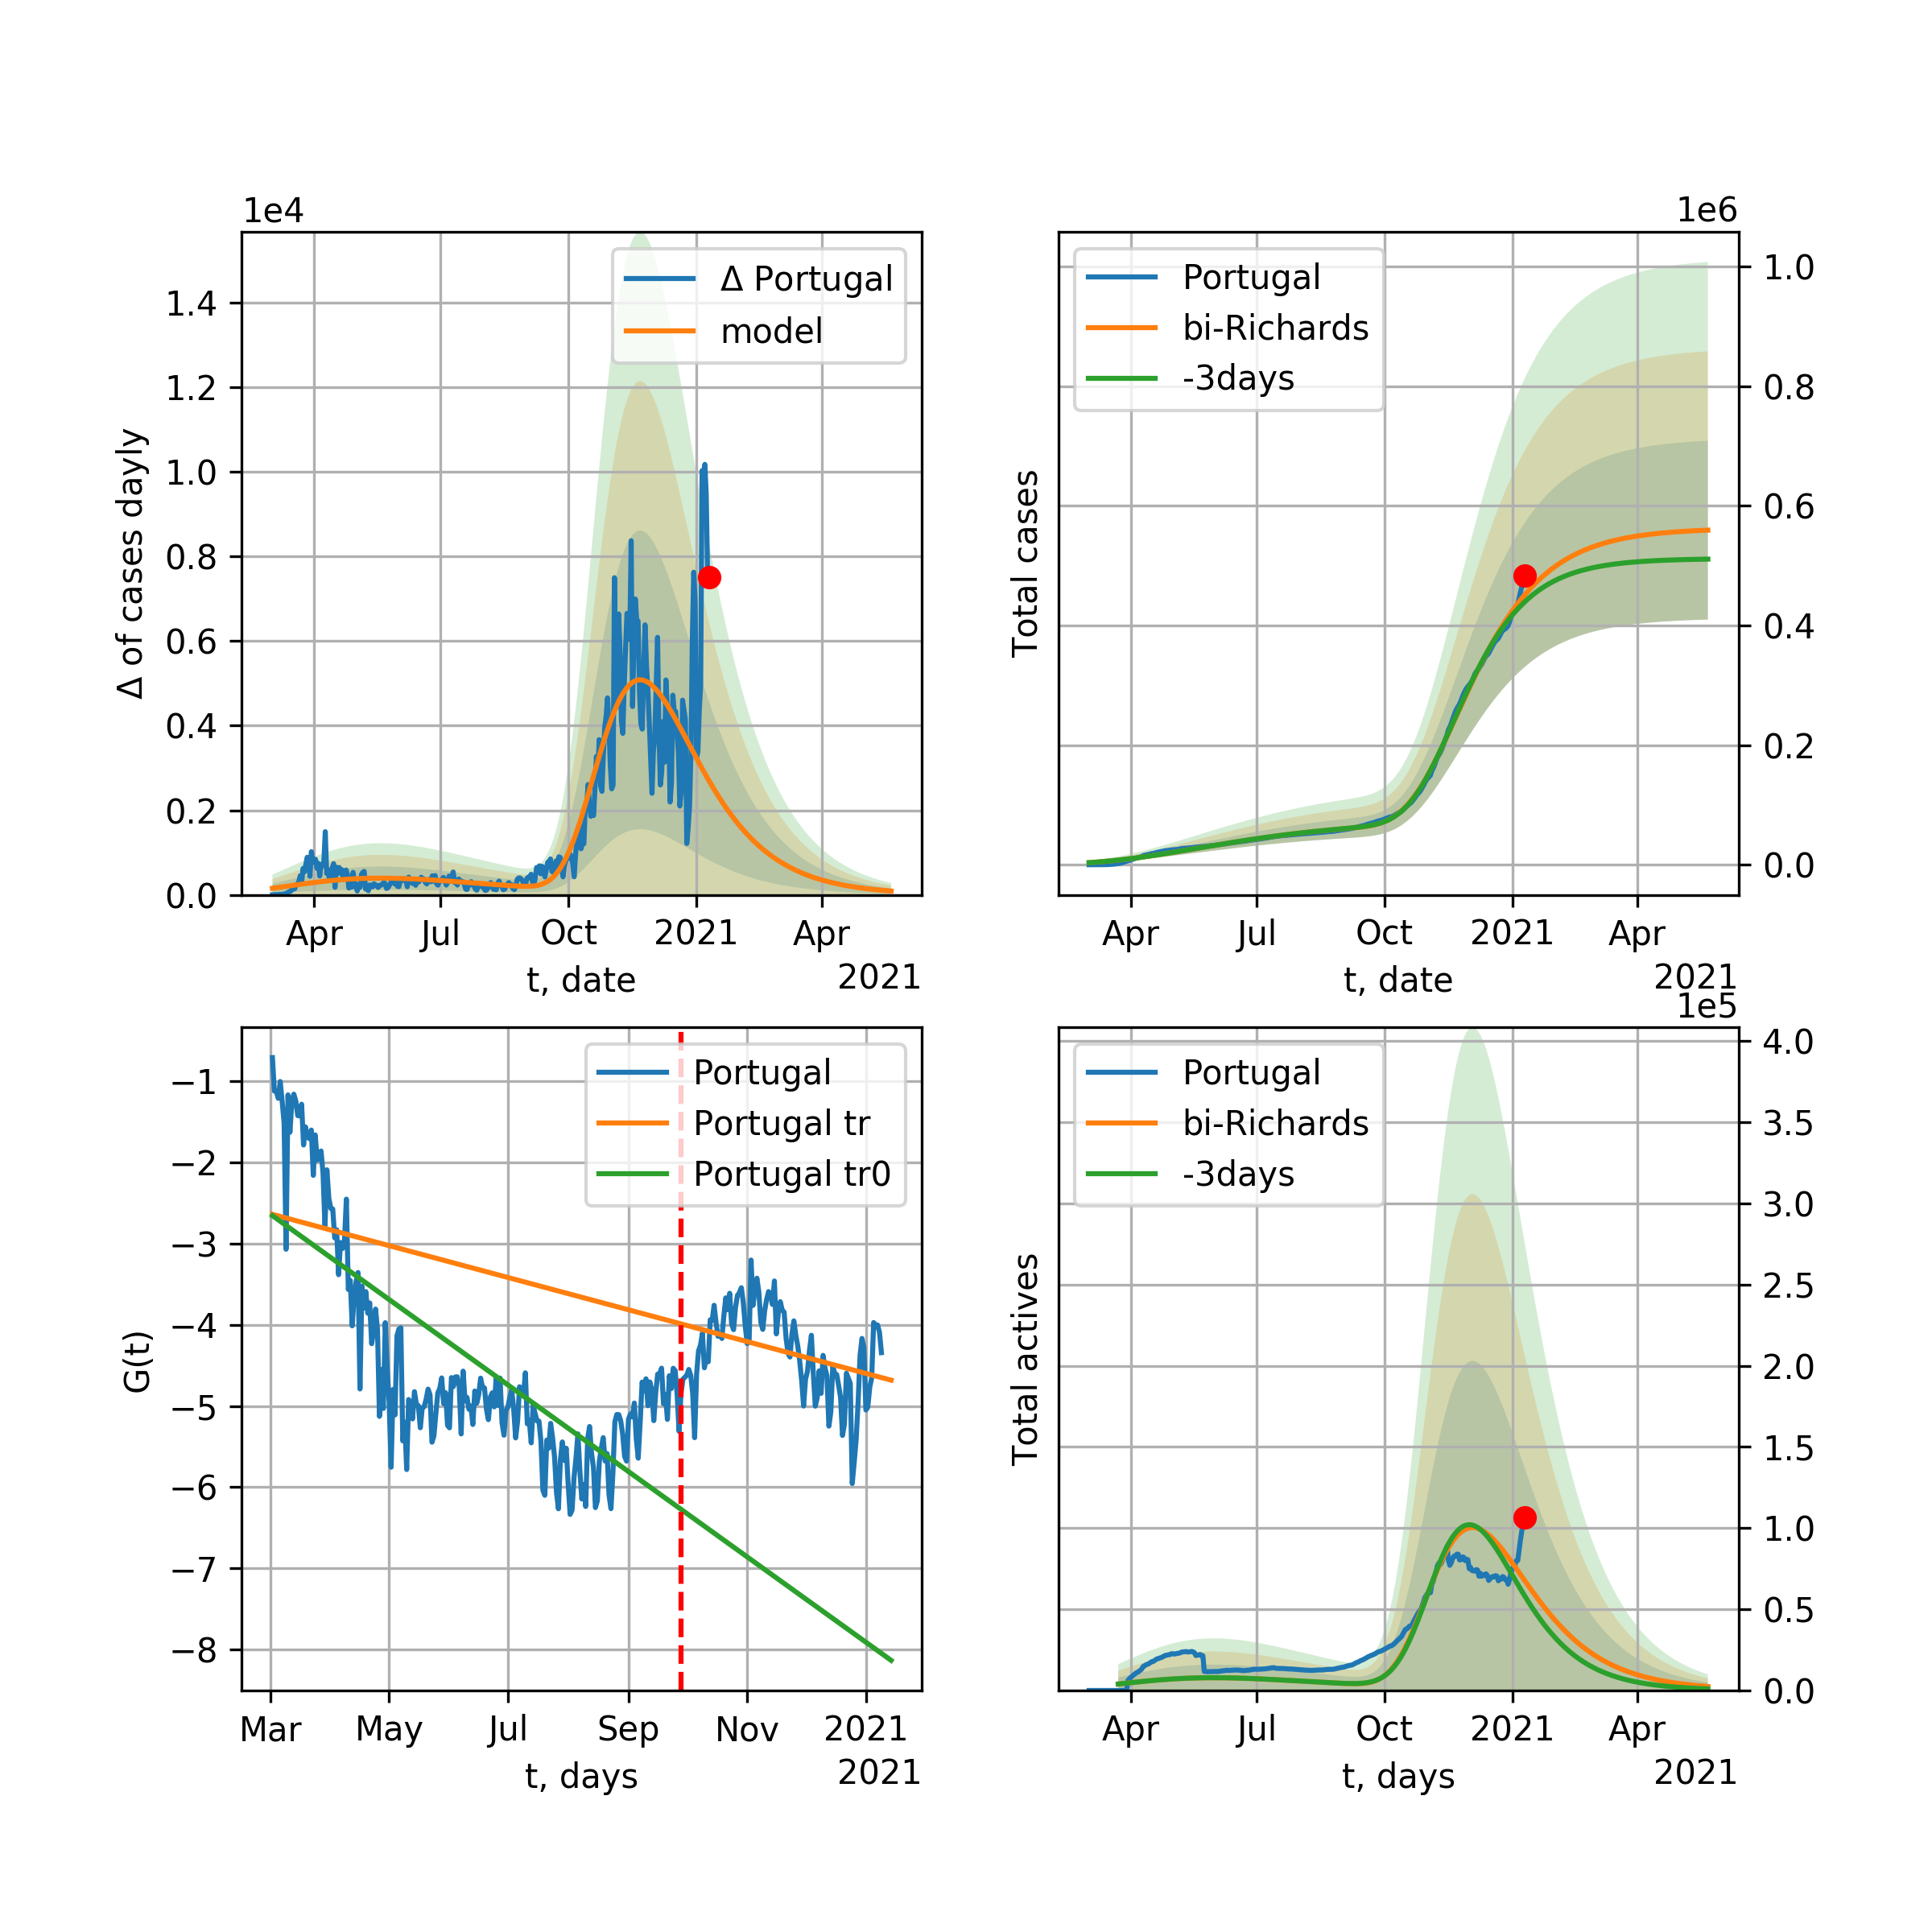 1e4
Δ of cases dayly
1.4
1.2
1.0
0.8
0.6
0.4
0.2
0.0
Δ Portugal
model
Apr Jul Oct 2021 Apr
t, date
2021
1e6
Total cases
Portugal
bi-Richards
-3days
1.0
0.8
0.6
0.4
0.2
0.0
Apr Jul Oct 2021 Apr
t, date
2021
G(t)
−1
−2
−3
−4
−5
−6
−7
−8
Portugal
Portugal tr
Portugal tr0
Mar May Jul Sep Nov 2021
t, days
2021
1e5
Total actives
Portugal
bi-Richards
-3days
4.0
3.5
3.0
2.5
2.0
1.5
1.0
0.5
0.0
Apr Jul Oct 2021 Apr
t, days
2021